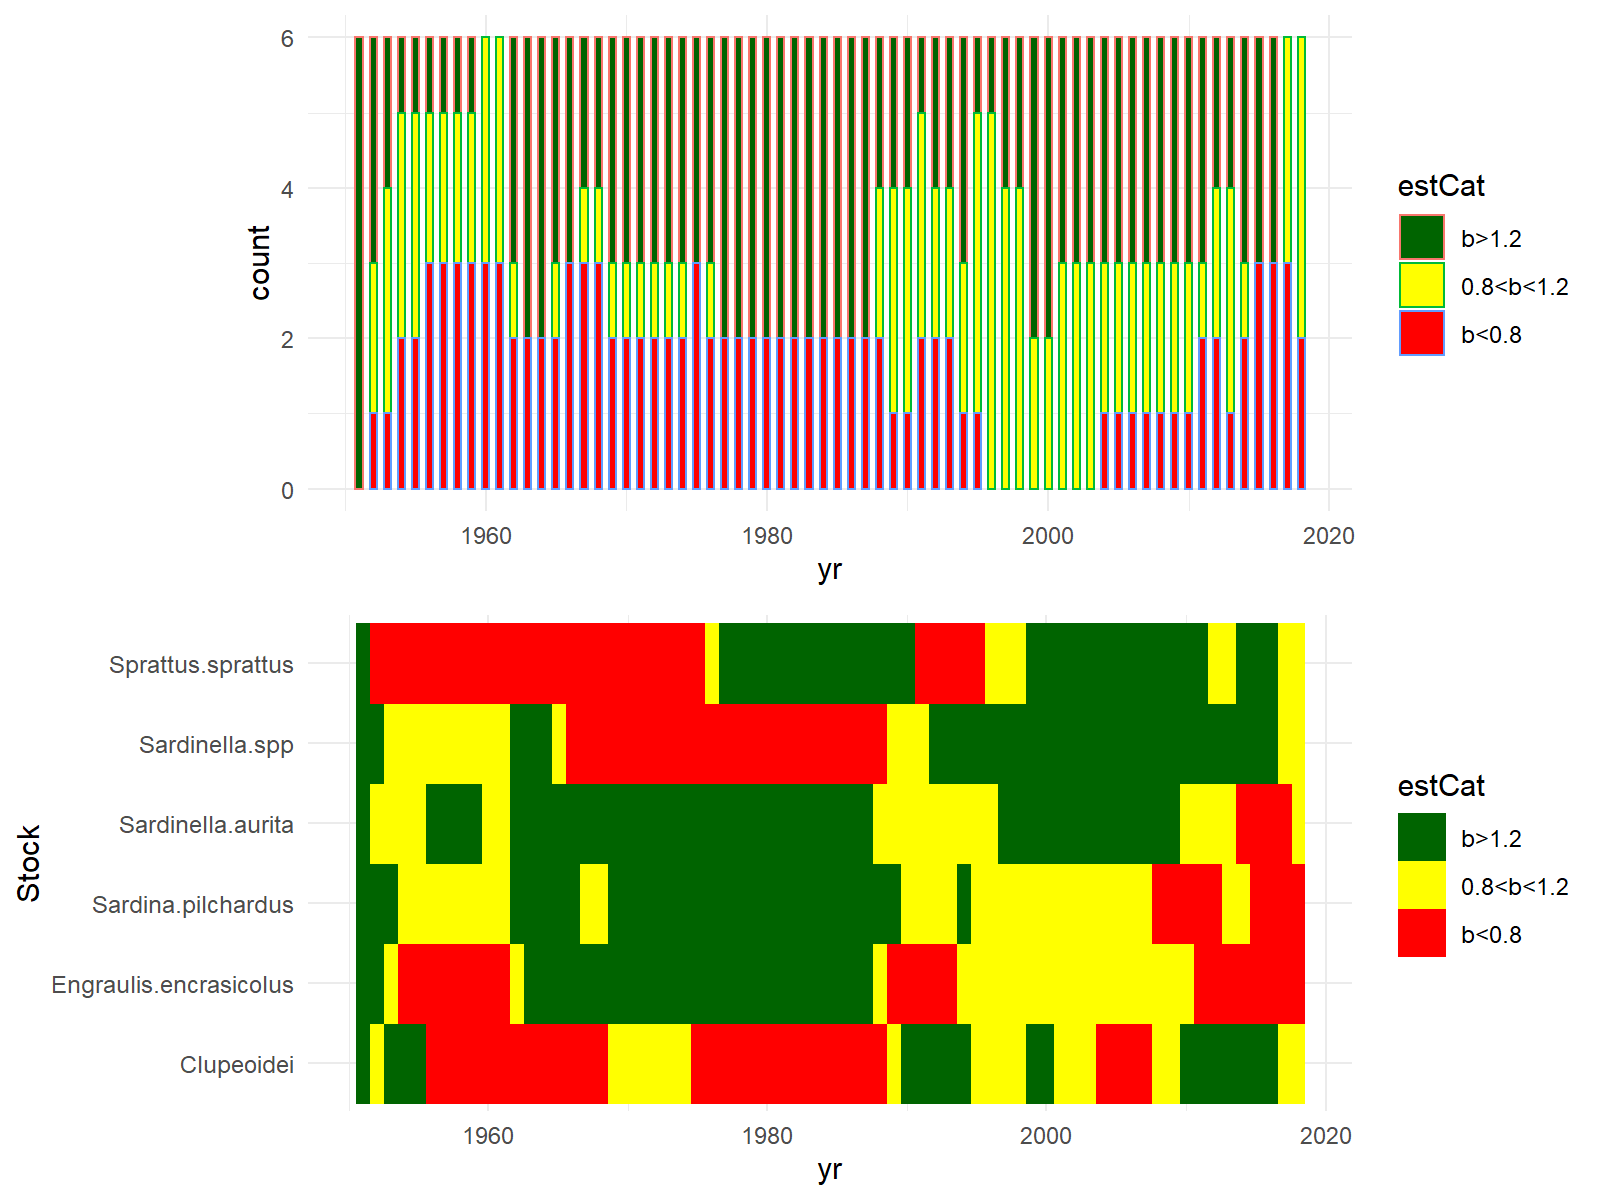 6
4
2
0
count
1960 1980 2000 2020
yr
estCat
b>1.2
0.8<b<1.2
b<0.8
Sprattus.sprattus
Sardinella.spp
Sardinella.aurita
Sardina.pilchardus
Engraulis.encrasicolus
Clupeoidei
Stock
1960 1980 2000 2020
yr
estCat
b>1.2
0.8<b<1.2
b<0.8